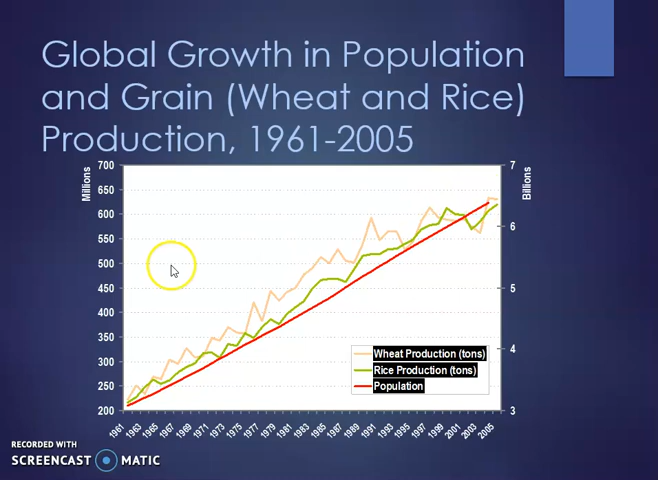 Global Growth in Population
and Grain (Wheat and Rice)
Production, 1961-2005
Millions
Billions
700
650
600
550
500
450
400
350
300
250
200
7
6
5
4
3
Wheat Production (tons)
Rice Production (tons)
Population
1961 1963 1965 1967 1969 1971 1973 1975 1977 1979 1981 1983 1985 1987 1989 1991 1993 1995 1997 1999 2001 2003 2005
RECORDED WITH
SCREENCAST MATIC